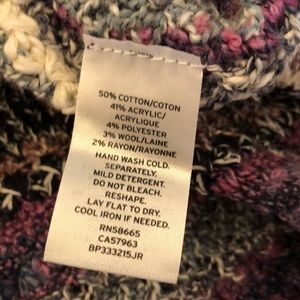 50% COTTON/COTON
41% ACRYLIC/
ACRYLIQUE
4% POLYESTER
3% WOOL/LAINE
2% RAYON/RAYONNE
HAND WASH COLD.
SEPARATELY.
MILD DETERGENT.
DO NOT BLEACH.
RESHAPE.
LAY FLAT TO DRY.
COOL IRON IF NEEDED.
RN58665
CA57963
BP333215JR